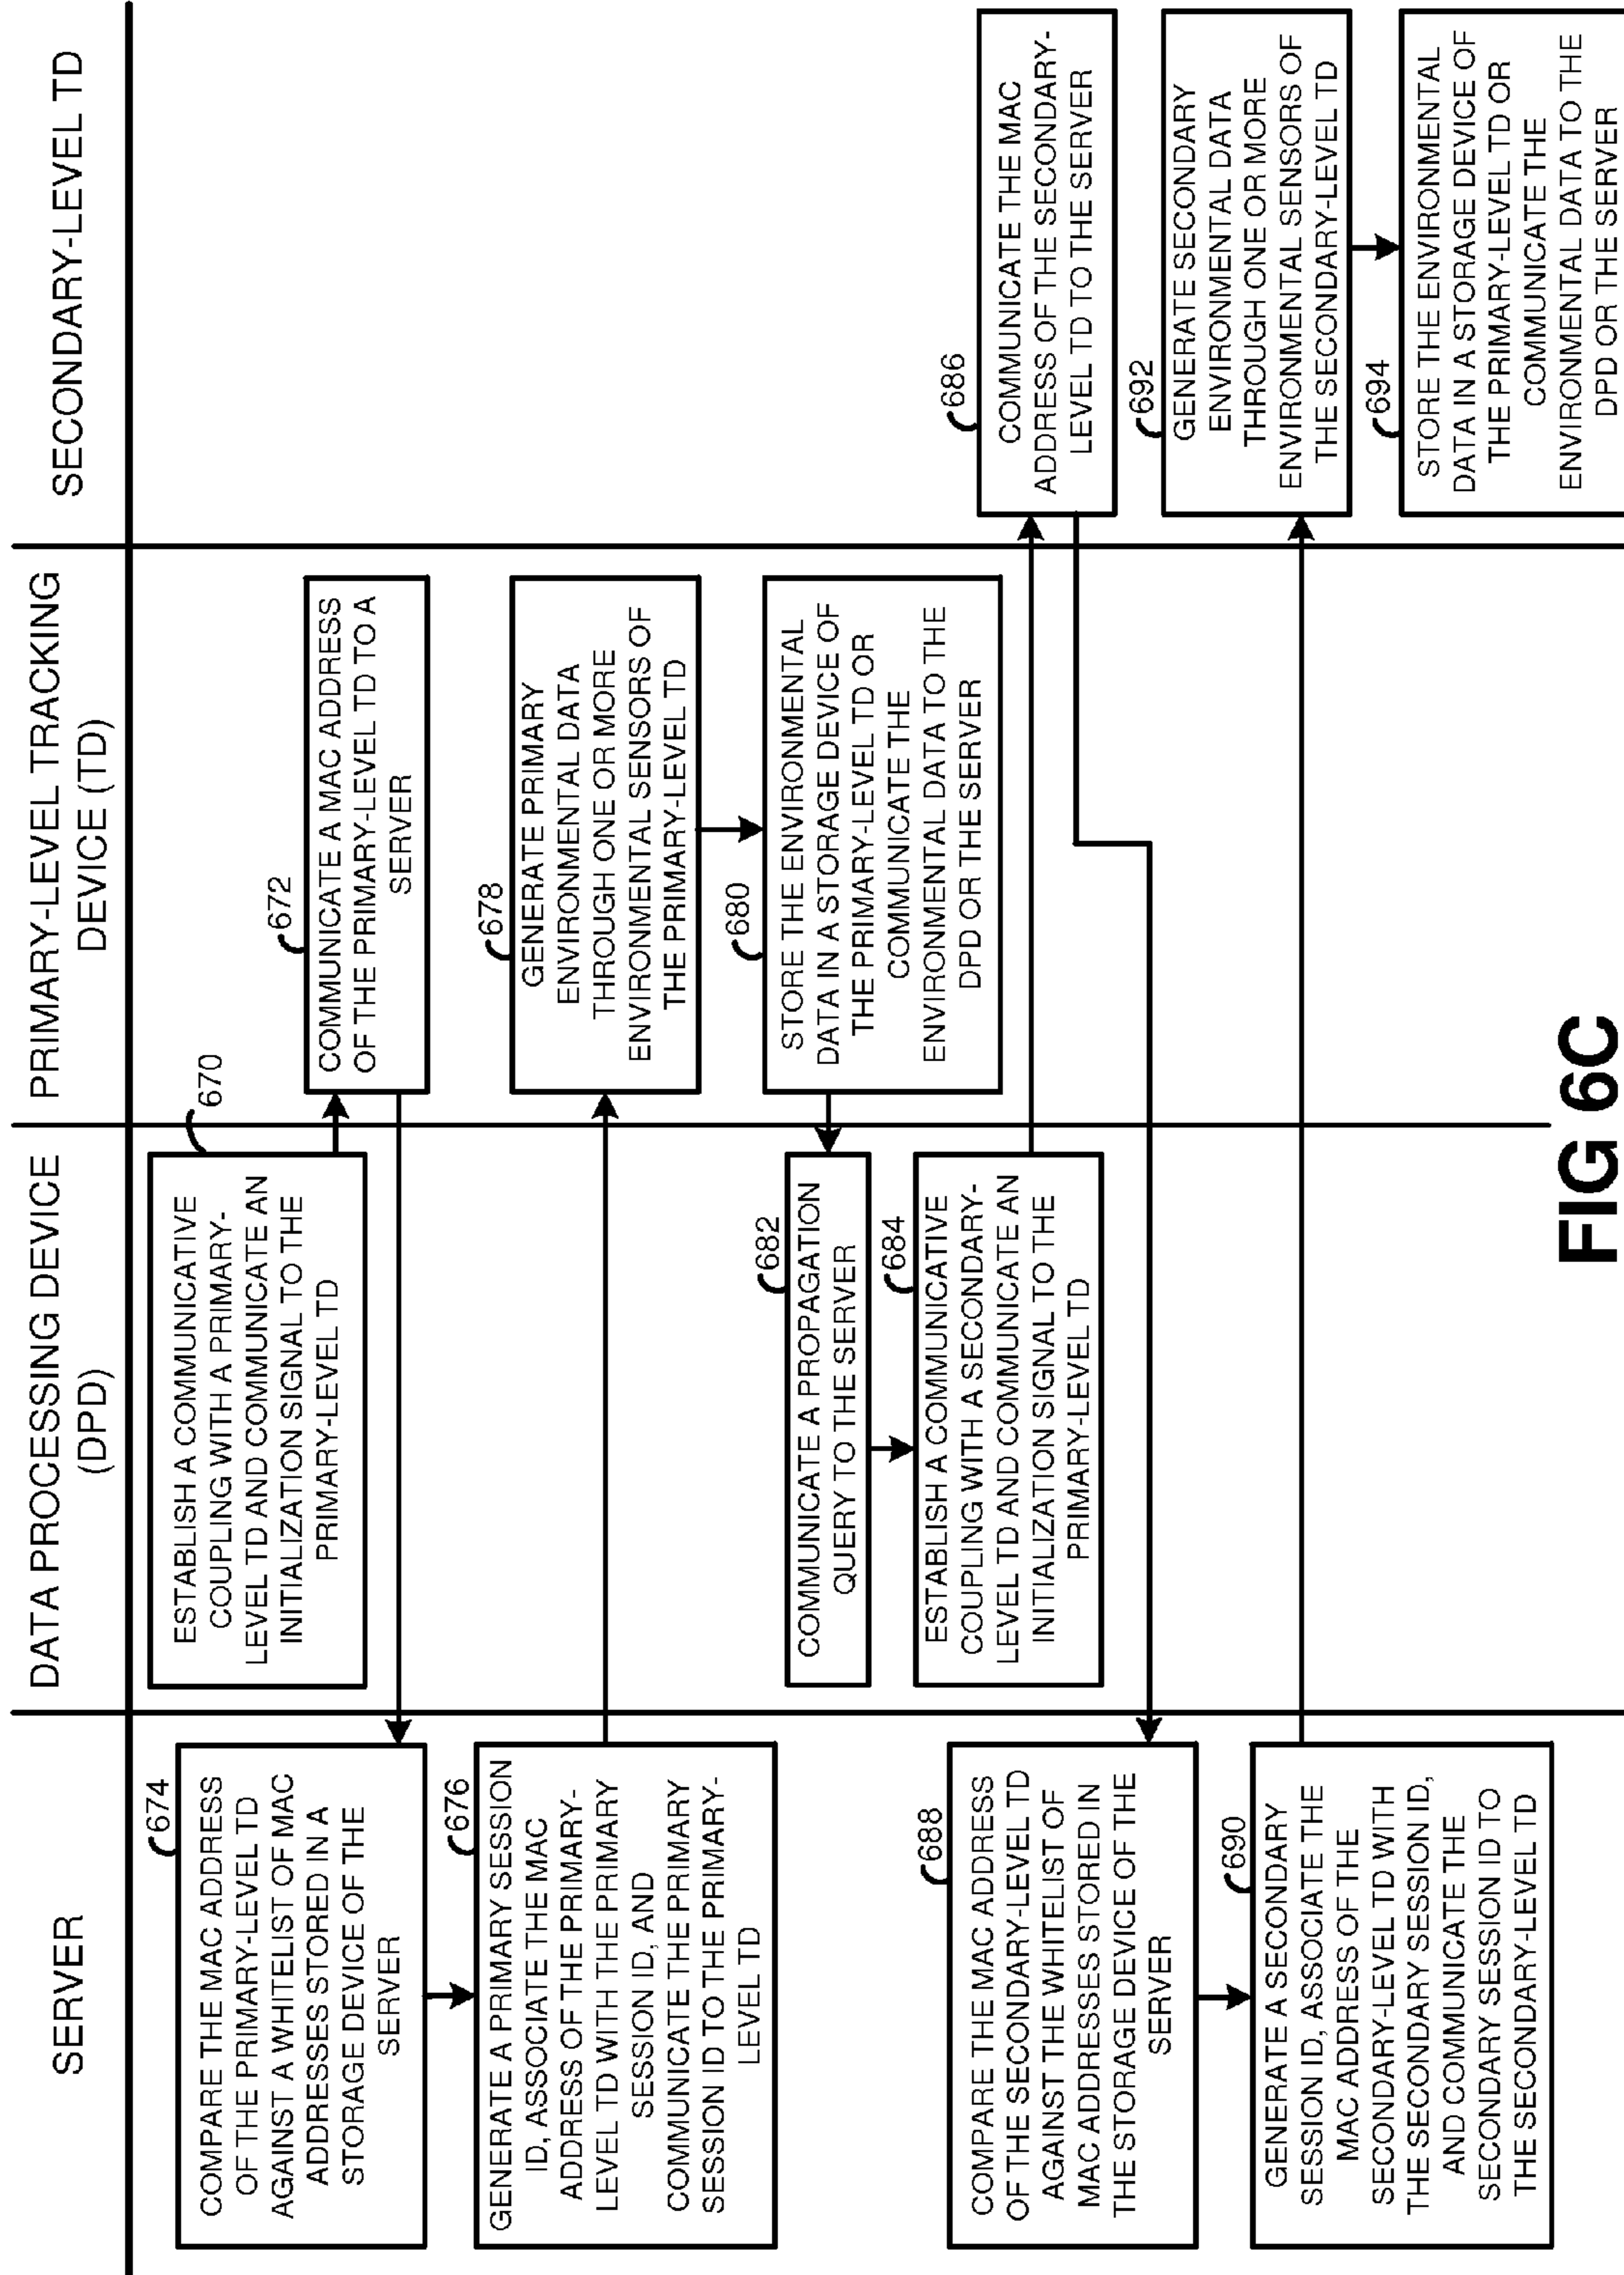 SERVER
DATA PROCESSING DEVICE
(DPD)
PRIMARY-LEVEL TRACKING
DEVICE (TD)
SECONDARY-LEVEL TD
670
ESTABLISH A COMMUNICATIVE
COUPLING WITH A PRIMARY-
LEVEL TD AND COMMUNICATE AN
INITIALIZATION SIGNAL TO THE
PRIMARY-LEVEL TD
672
COMMUNICATE A MAC ADDRESS
OF THE PRIMARY-LEVEL TD TO A
SERVER
674
COMPARE THE MAC ADDRESS
OF THE PRIMARY-LEVEL TD
AGAINST A WHITELIST OF MAC
ADDRESSES STORED IN A
STORAGE DEVICE OF THE
SERVER
676
GENERATE A PRIMARY SESSION
ID, ASSOCIATE THE MAC
ADDRESS OF THE PRIMARY-
LEVEL TD WITH THE PRIMARY
SESSION ID, AND
COMMUNICATE THE PRIMARY
SESSION ID TO THE PRIMARY-
LEVEL TD
678
GENERATE PRIMARY
ENVIRONMENTAL DATA
THROUGH ONE OR MORE
ENVIRONMENTAL SENSORS OF
THE PRIMARY-LEVEL TD
680
STORE THE ENVIRONMENTAL
DATA IN A STORAGE DEVICE OF
THE PRIMARY-LEVEL TD OR
COMMUNICATE THE
ENVIRONMENTAL DATA TO THE
DPD OR THE SERVER
682
COMMUNICATE A PROPAGATION
QUERY TO THE SERVER
684
ESTABLISH A COMMUNICATIVE
COUPLING WITH A SECONDARY-
LEVEL TD AND COMMUNICATE AN
INITIALIZATION SIGNAL TO THE
PRIMARY-LEVEL TD
686
COMMUNICATE THE MAC
ADDRESS OF THE SECONDARY-
LEVEL TD TO THE SERVER
688
COMPARE THE MAC ADDRESS
OF THE SECONDARY-LEVEL TD
AGAINST THE WHITELIST OF
MAC ADDRESSES STORED IN
THE STORAGE DEVICE OF THE
SERVER
690
GENERATE A SECONDARY
SESSION ID, ASSOCIATE THE
MAC ADDRESS OF THE
SECONDARY-LEVEL TD WITH
THE SECONDARY SESSION ID,
AND COMMUNICATE THE
SECONDARY SESSION ID TO
THE SECONDARY-LEVEL TD
692
GENERATE SECONDARY
ENVIRONMENTAL DATA
THROUGH ONE OR MORE
ENVIRONMENTAL SENSORS OF
THE SECONDARY-LEVEL TD
694
STORE THE ENVIRONMENTAL
DATA IN A STORAGE DEVICE OF
THE PRIMARY-LEVEL TD OR
COMMUNICATE THE
ENVIRONMENTAL DATA TO THE
DPD OR THE SERVER
FIG 6C